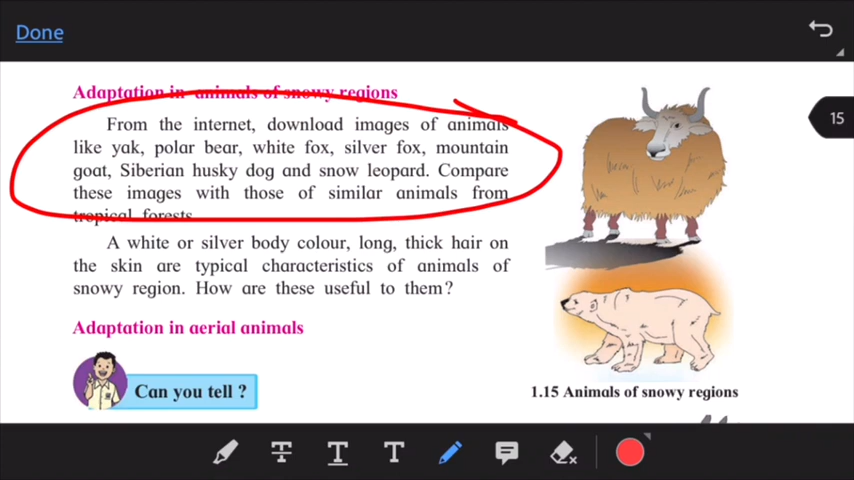 Done
Adaptation in animals of snowy regions
From the internet, download images of animals
like yak, polar bear, white fox, silver fox, mountain
goat, Siberian husky dog and snow leopard. Compare
these images with those of similar animals from
tropical forests
A white or silver body colour, long, thick hair on
the skin are typical characteristics of animals of
snowy region. How are these useful to them?
Adaptation in aerial animals
Can you tell ?
15
1.15 Animals of snowy regions
T T T